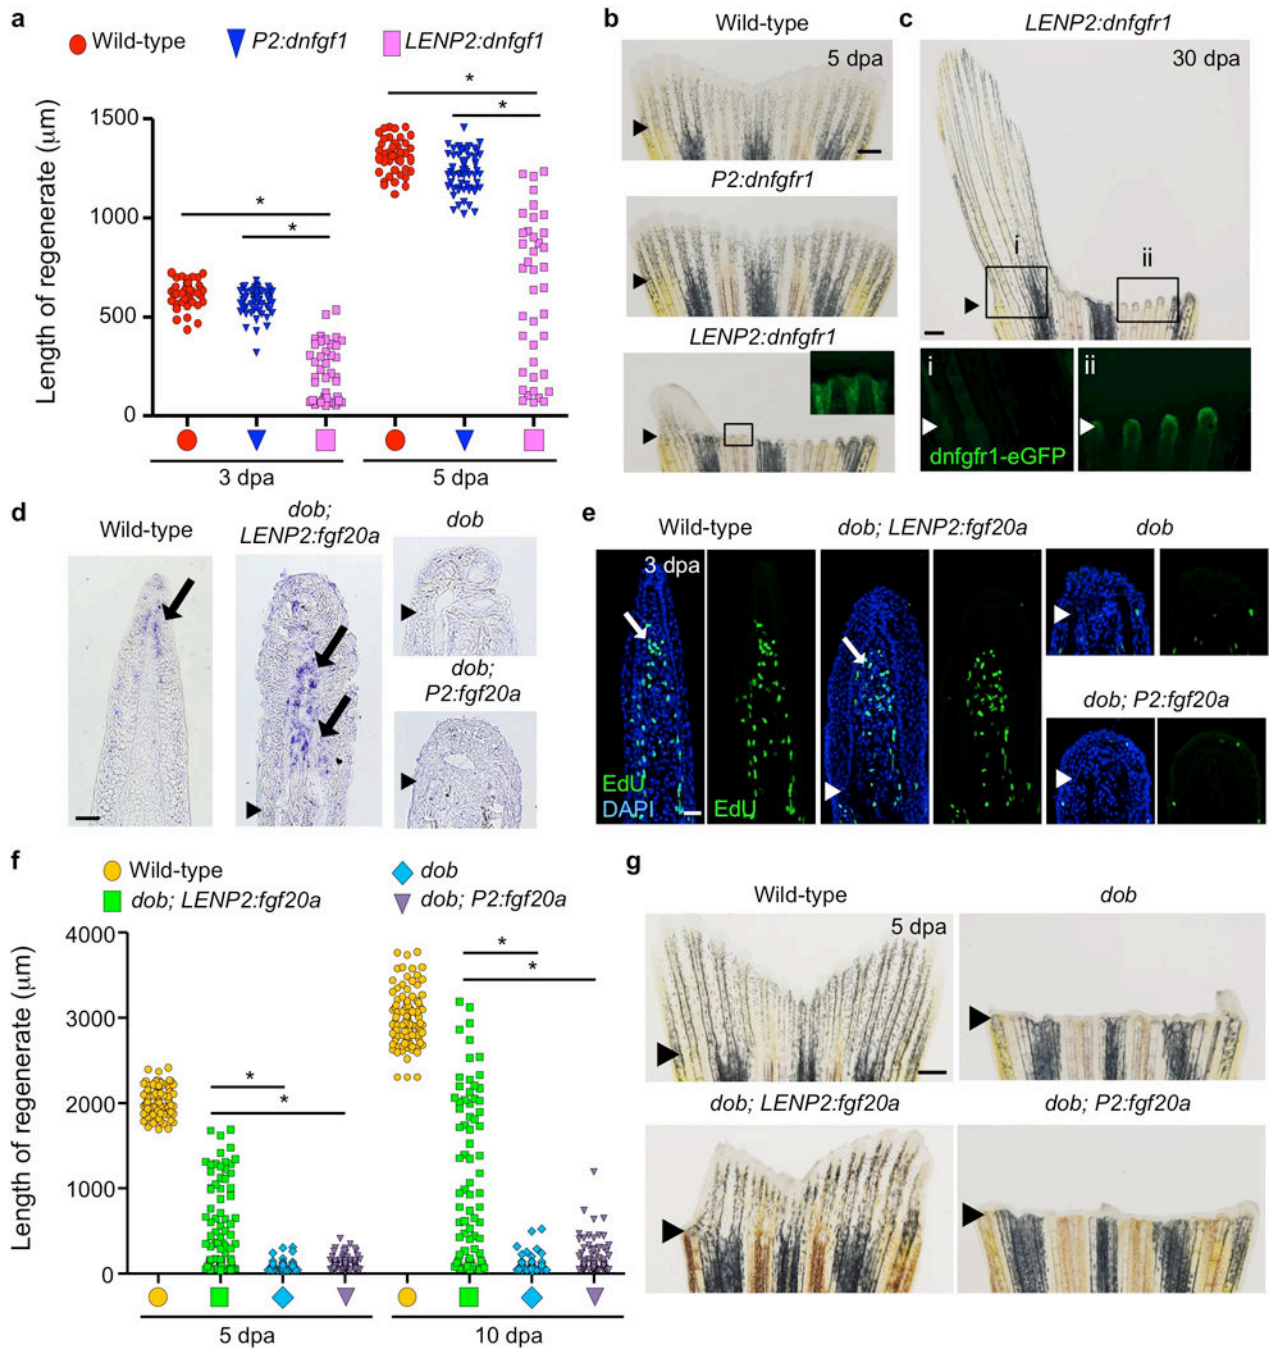 a
Wild-type P2:dnfgf1 LENP2:dnfgf1
Length of regenerate (μm)
1500
1000
500
0
* * * *
3 dpa 5 dpa
b
Wild-type
5 dpa
P2:dnfgfr1
LENP2:dnfgfr1
c
LENP2:dnfgfr1
30 dpa
i
ii
i
dnfgfr1-eGFP
ii
d
Wild-type
dob;
LENP2:fgf20a
dob
dob;
P2:fgf20a
e
Wild-type
dob; LENP2:fgf20a
dob
3 dpa
dob; P2:fgf20a
EdU
DAPI
EdU
f
Wild-type
dob
dob; LENP2:fgf20a
dob; P2:fgf20a
Length of regenerate (μm)
4000
3000
2000
1000
0
* * * *
5 dpa 10 dpa
g
Wild-type
dob
5 dpa
dob; LENP2:fgf20a
dob; P2:fgf20a